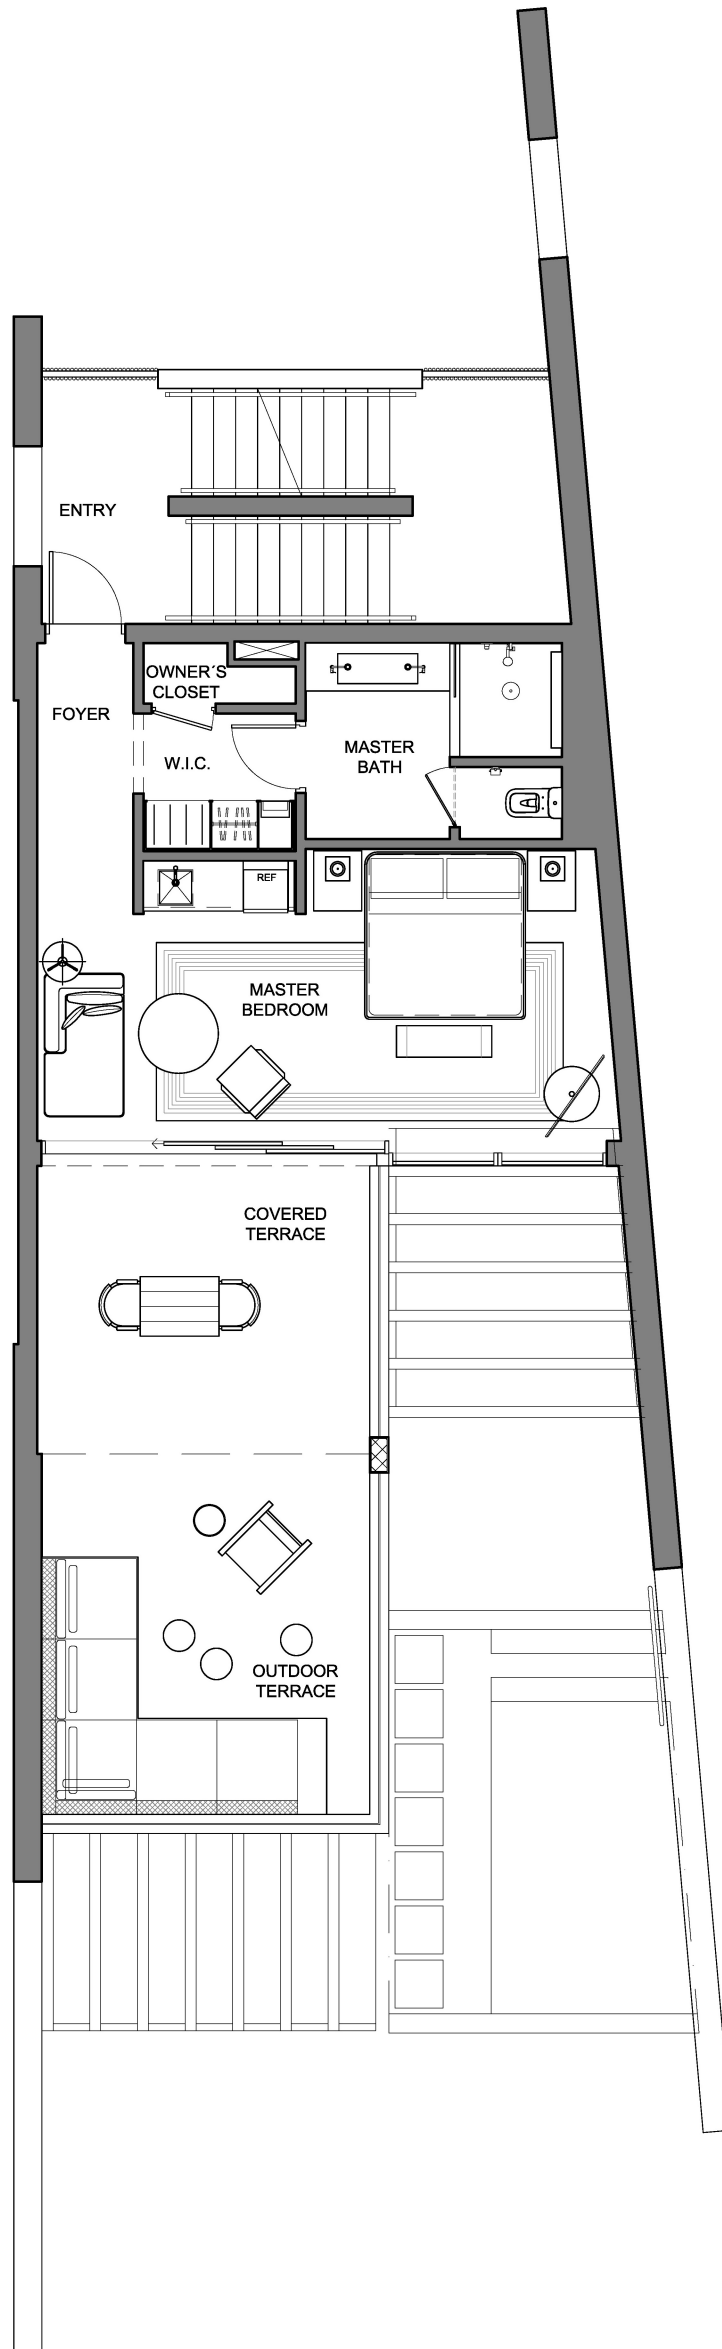 ENTRY
OWNER´S
CLOSET
FOYER
W.I.C.
MASTER
BATH
REF
MASTER
BEDROOM
COVERED
TERRACE
OUTDOOR
TERRACE